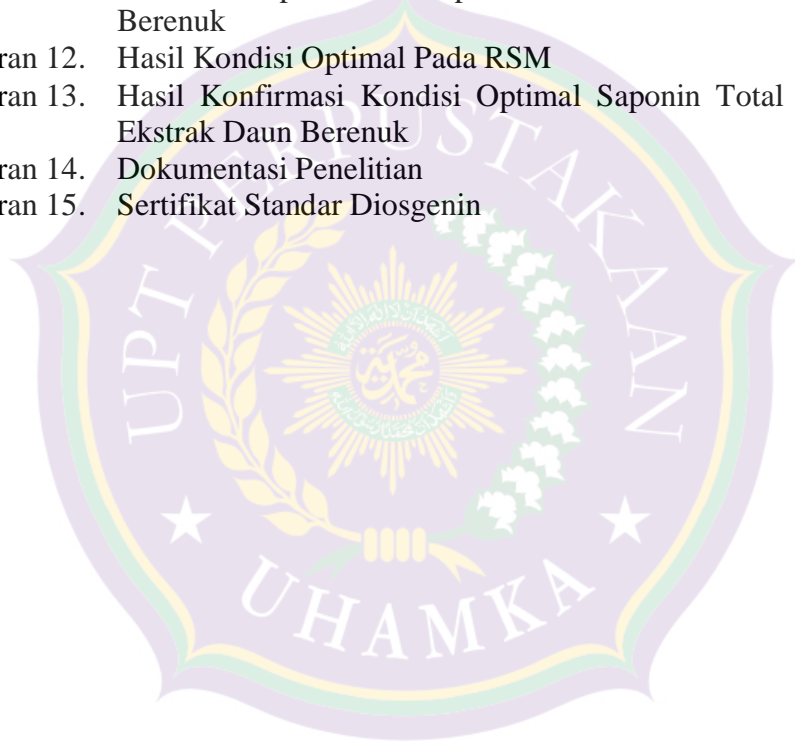 Berenuk
ran 12. Hasil Kondisi Optimal Pada RSM
ran 13. Hasil Konfirmasi Kondisi Optimal Saponin Total
Ekstrak Daun Berenuk
ran 14. Dokumentasi Penelitian
ran 15. Sertifikat Standar Diosgenin
UPT PERPUSTAKAAN
UHAMKA